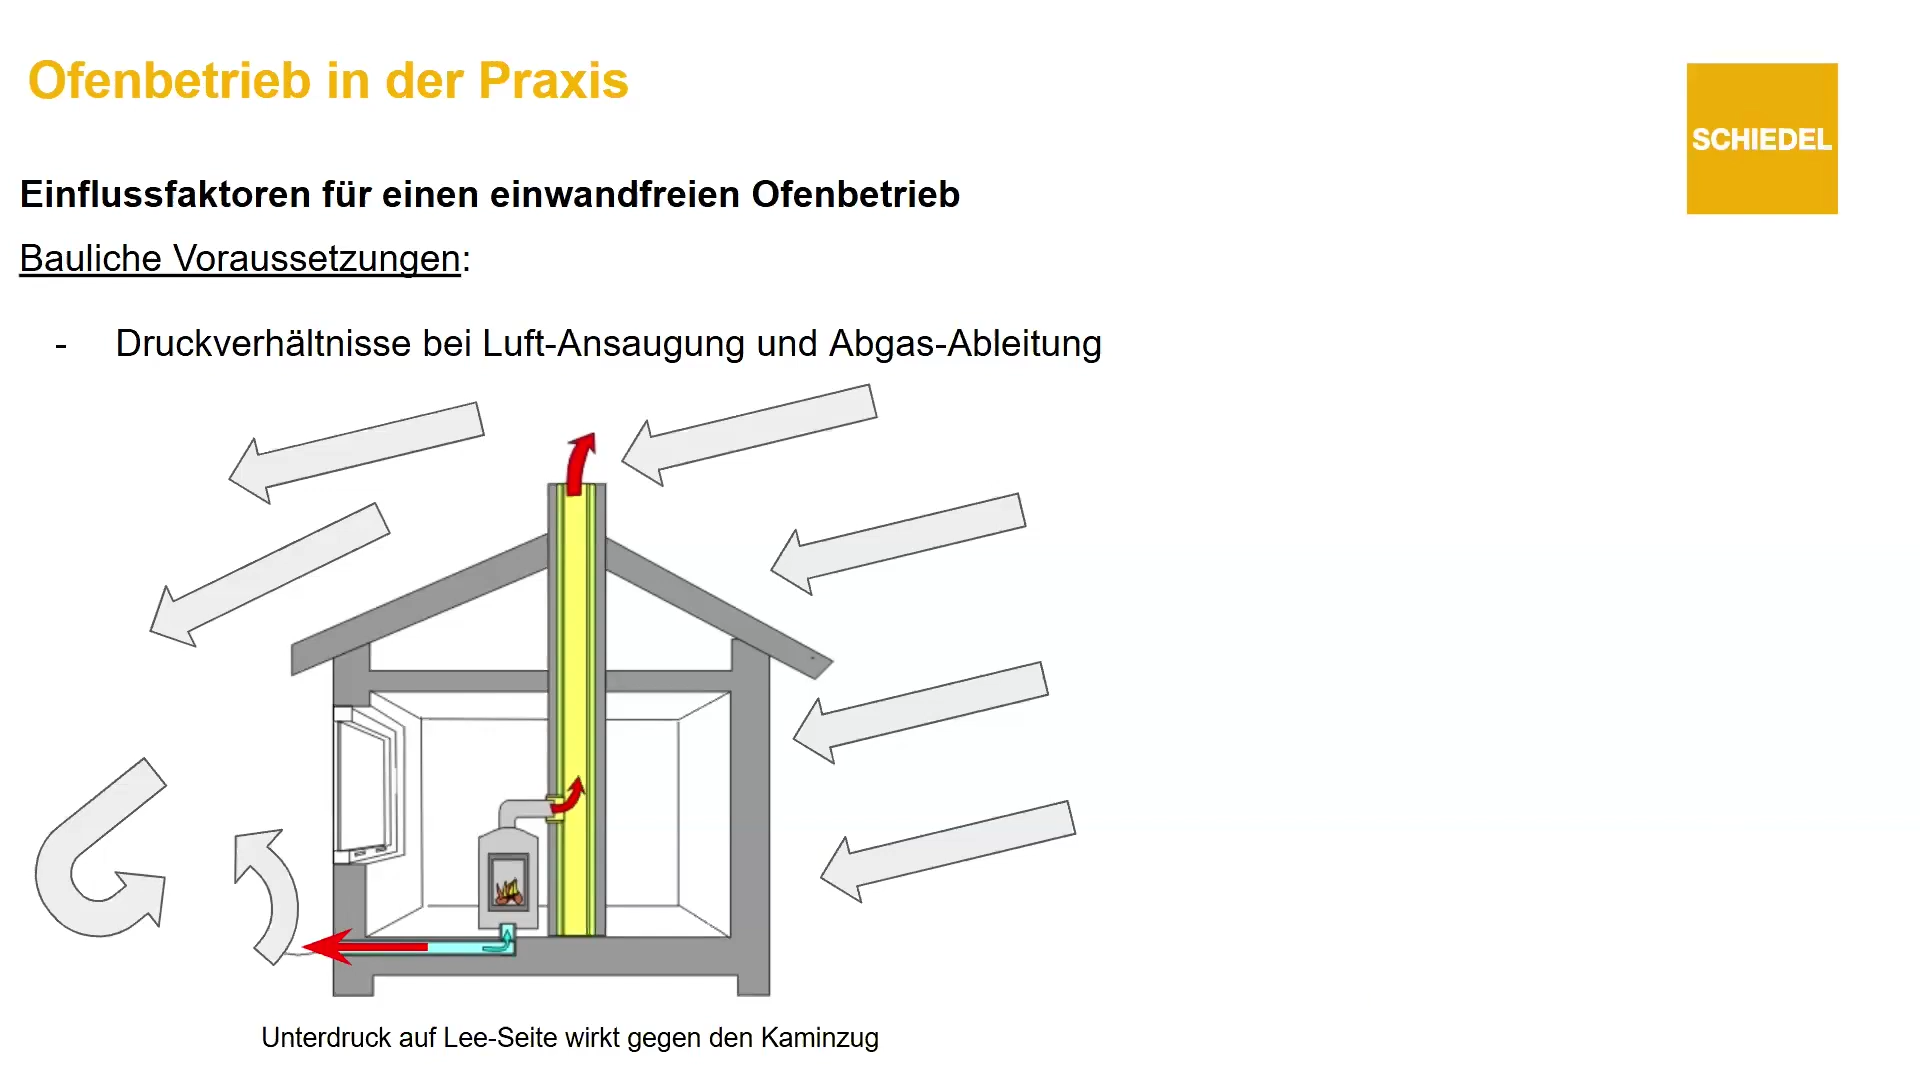 Ofenbetrieb in der Praxis
SCHIEDEL
Einflussfaktoren für einen einwandfreien Ofenbetrieb
Bauliche Voraussetzungen:
- Druckverhältnisse bei Luft-Ansaugung und Abgas-Ableitung
Unterdruck auf Lee-Seite wirkt gegen den Kaminzug